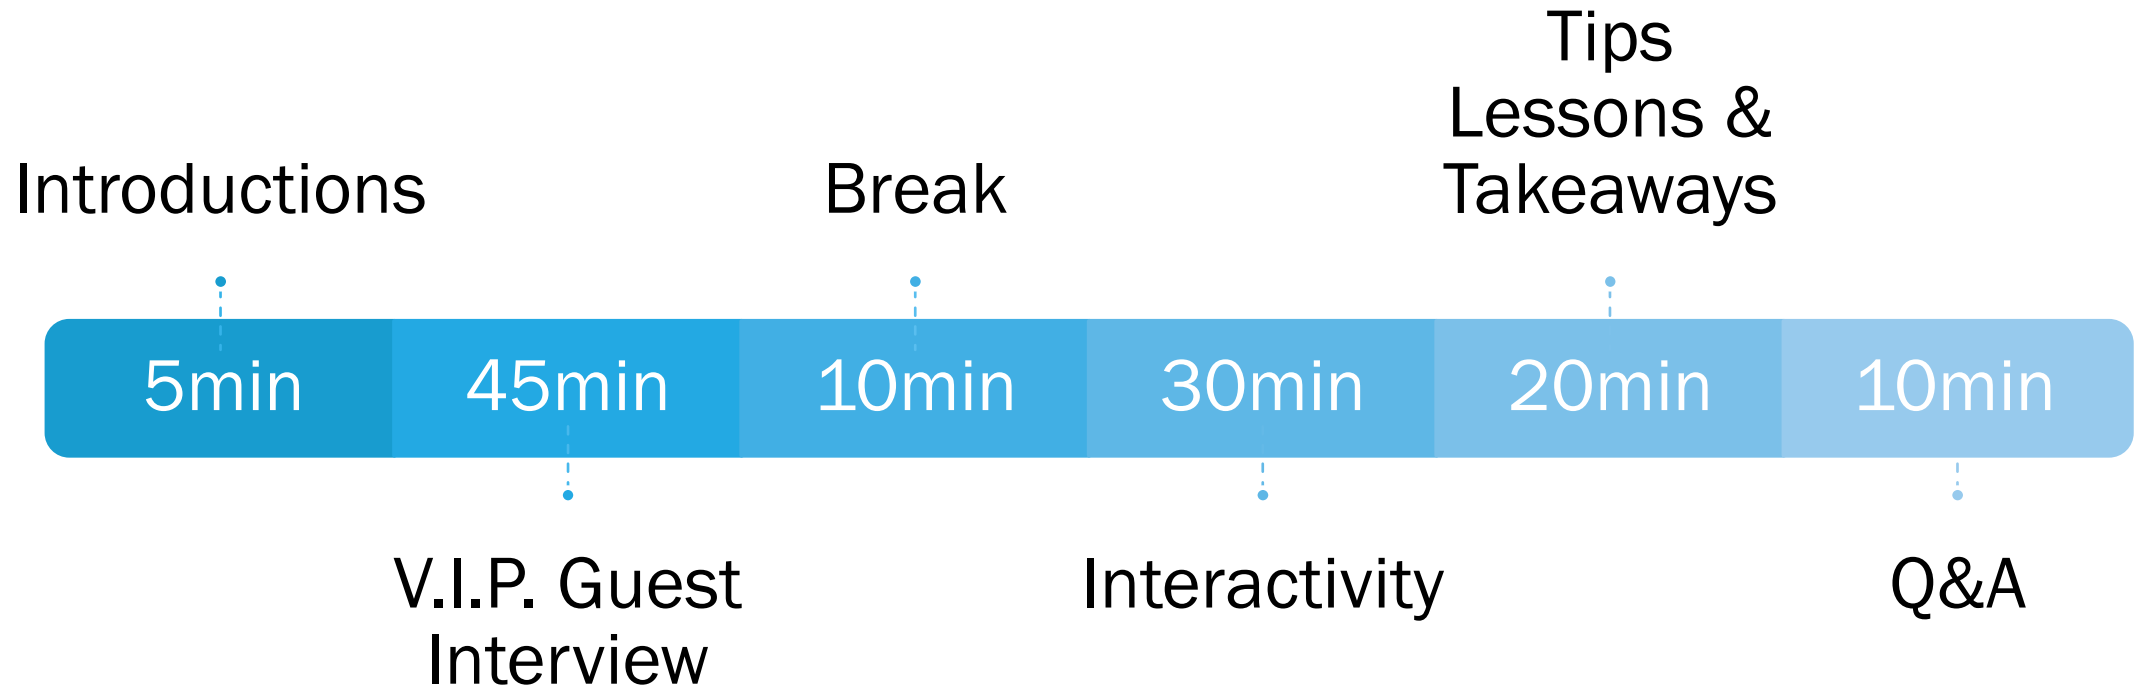 Tips
Lessons &
Takeaways
Introductions
Break
5min
45min
10min
30min
20min
10min
V.I.P. Guest
Interview
Interactivity
Q&A